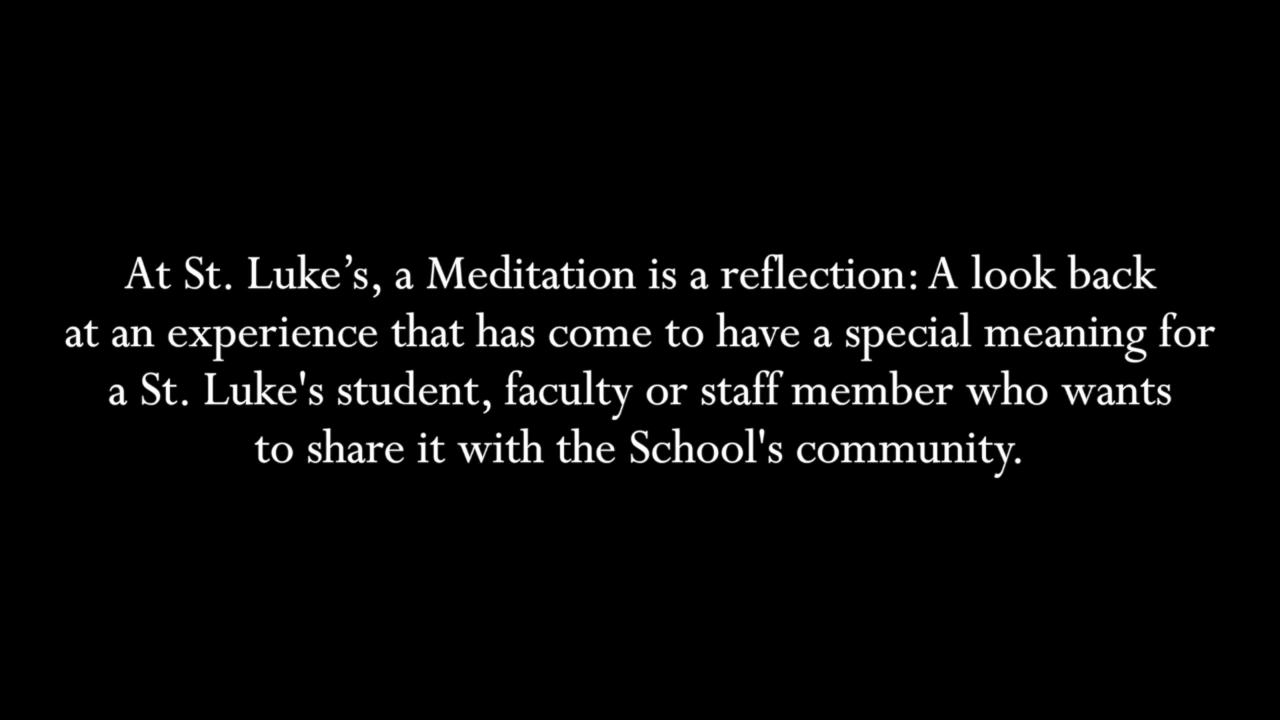 At St. Luke’s, a Meditation is a reflection: A look back
at an experience that has come to have a special meaning for
a St. Luke's student, faculty or staff member who wants
to share it with the School's community.